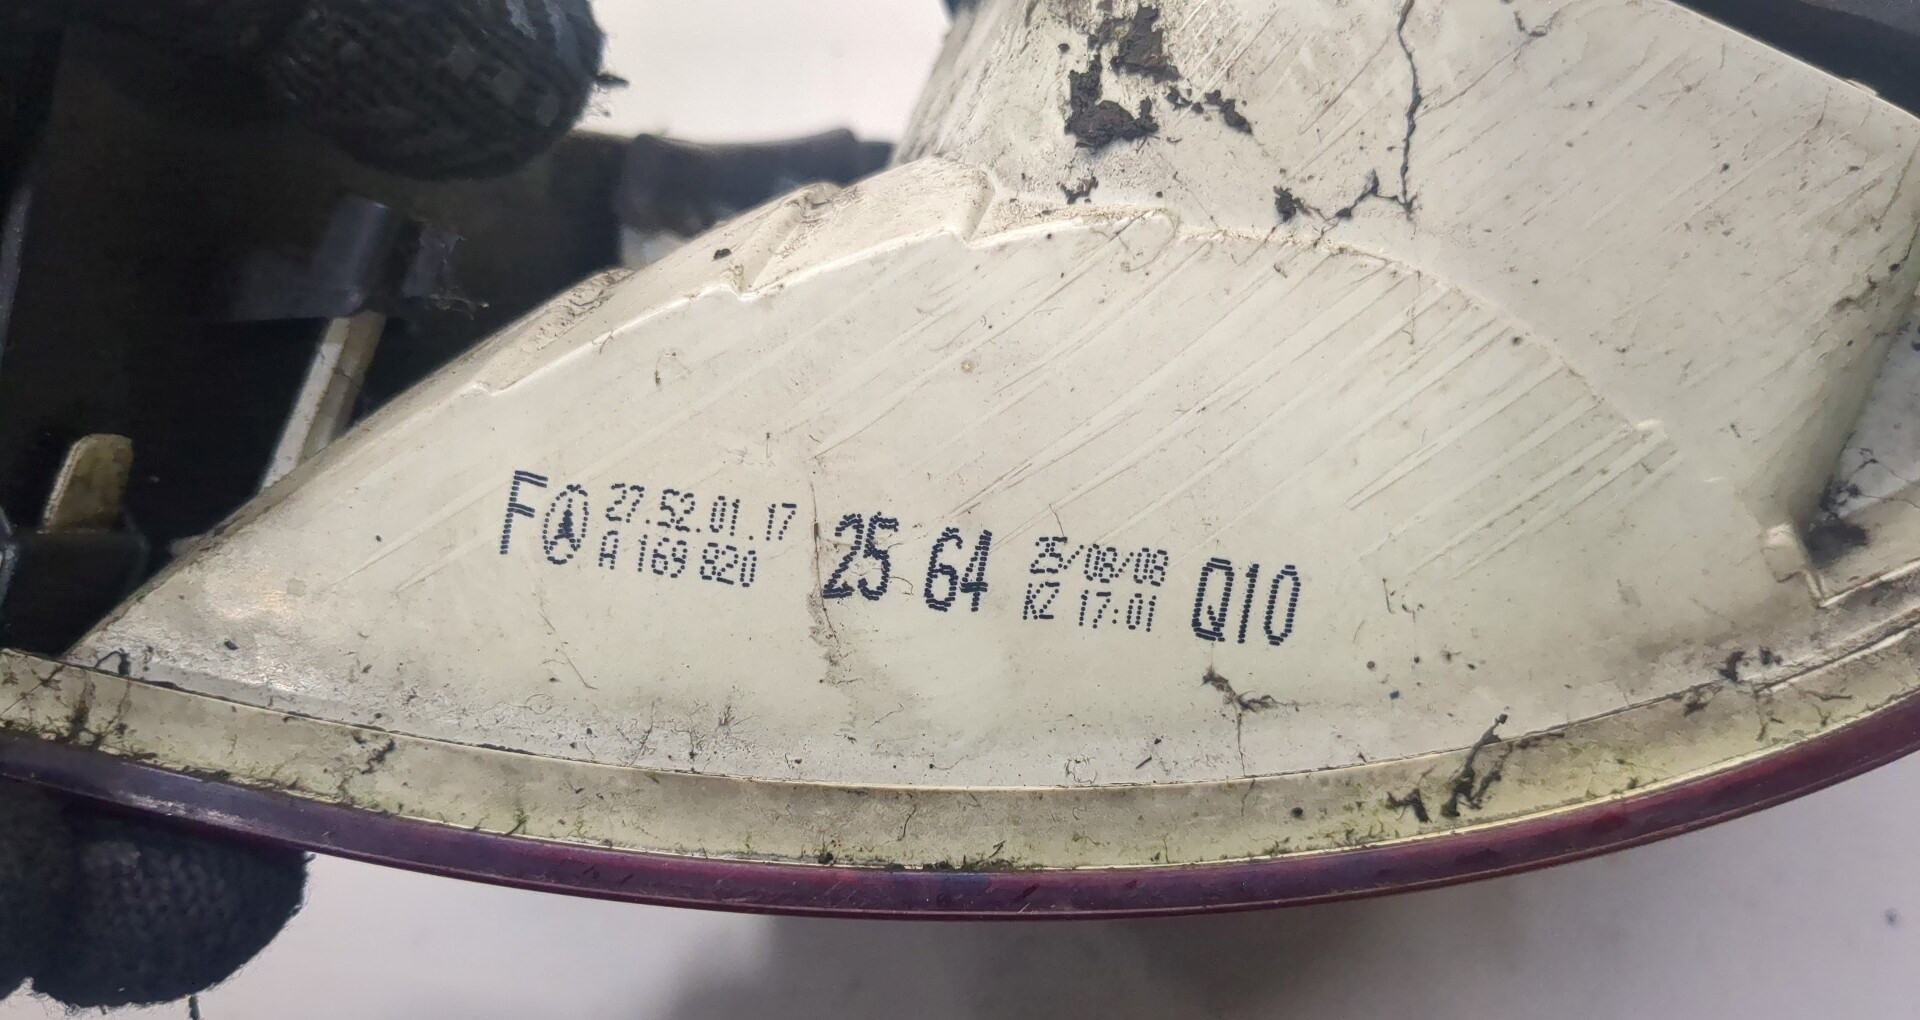 F 27.52.01.17 25 64 25/08/08 Q10
A 169 820 KZ 17:01